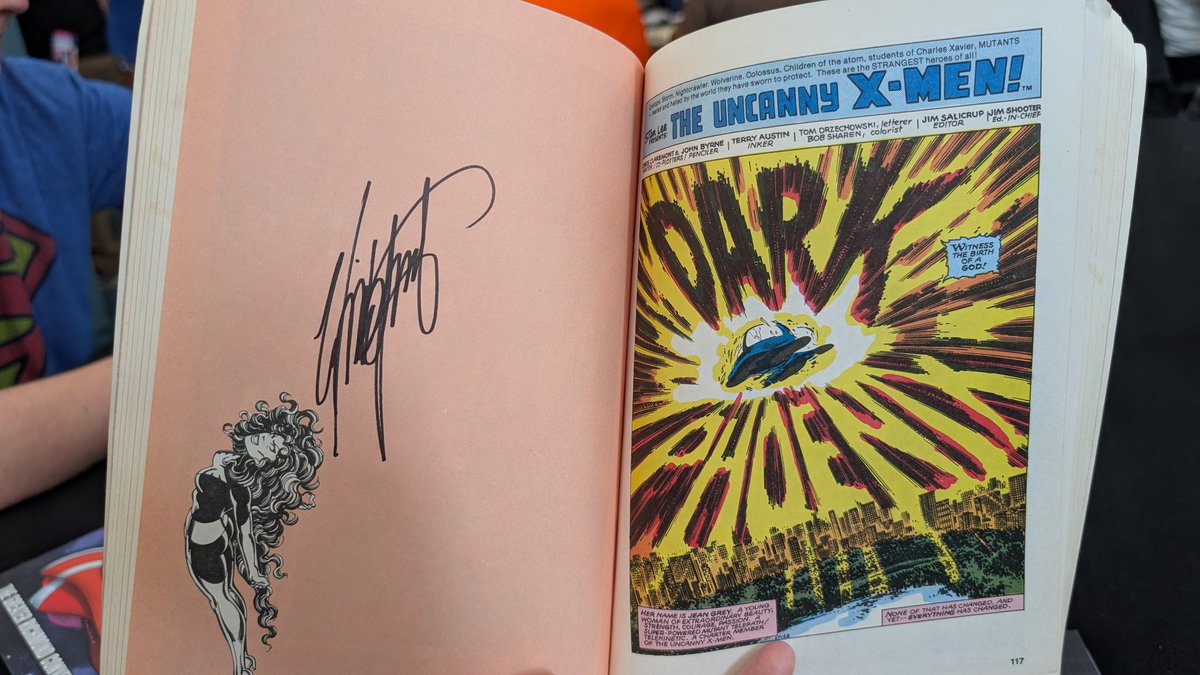 Cyclops, Storm, Nightcrawler, Wolverine, Colossus, Children of the atom, students of Charles Xavier, MUTANTS
feared and hated by the world they have sworn to protect. These are the STRANGEST heroes of all!
Stan Lee
PRESENTS:
THE UNCANNY X-MEN!™
CLAREMONT & JOHN BYRNE
CO-PLOTTERS / PENCILER
TERRY AUSTIN
INKER
TOM ORZECHOWSKI, letterer
BOB SHAREN, colorist
JIM SALICRUP
EDITOR
JIM SHOOTER
ED.-IN-CHIEF
DARK
WITNESS
THE BIRTH
OF A
GOD!
PHOENIX
HER NAME IS JEAN GREY, A YOUNG
WOMAN OF EXTRAORDINARY BEAUTY,
STRENGTH, COURAGE, PASSION. A
SUPER-POWERED MUTANT TELEPATH/
TELEKINETIC. A CHARTER MEMBER
OF THE UNCANNY X-MEN.
NONE OF THAT HAS CHANGED. AND
YET--EVERYTHING HAS CHANGED.
117